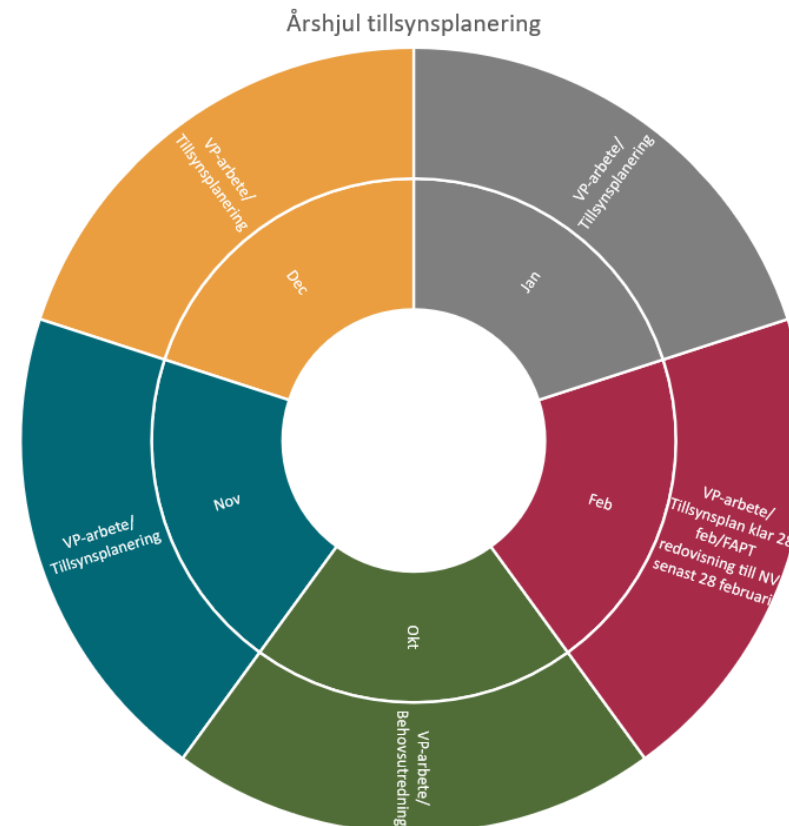 Årshjul tillsynsplanering
VP-arbete/
Tillsynsplanering
Jan
VP-arbete/
Tillsynsplanering
Feb
VP-arbete/
Tillsynsplan klar 28
feb/FAPT
redovisning till NV
senast 28 februari
Okt
VP-arbete/
Behovsutredning
Nov
VP-arbete/
Tillsynsplanering
Dec